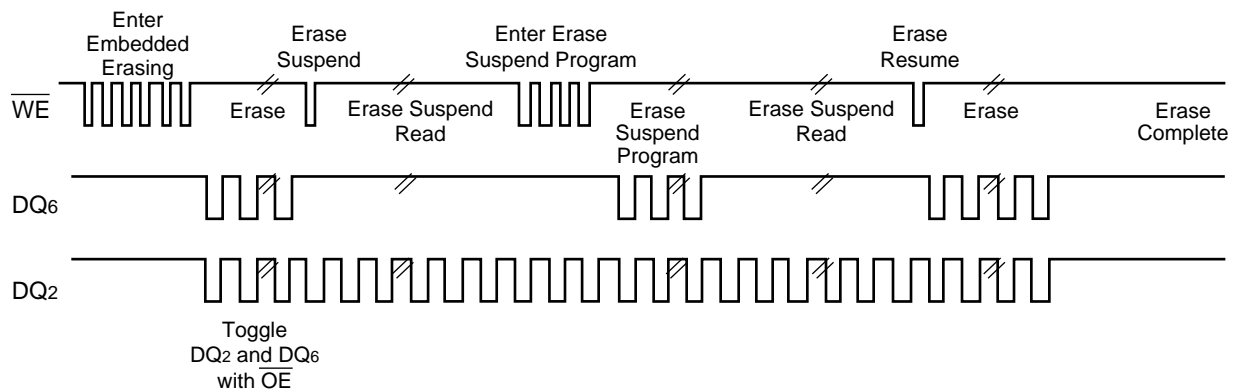 Enter
Embedded
Erasing
Erase
Suspend
Enter Erase
Suspend Program
Erase
Resume
WE
Erase
Erase Suspend
Read
Erase
Suspend
Program
Erase Suspend
Read
Erase
Erase
Complete
DQ6
DQ2
Toggle
DQ2 and DQ6
with OE